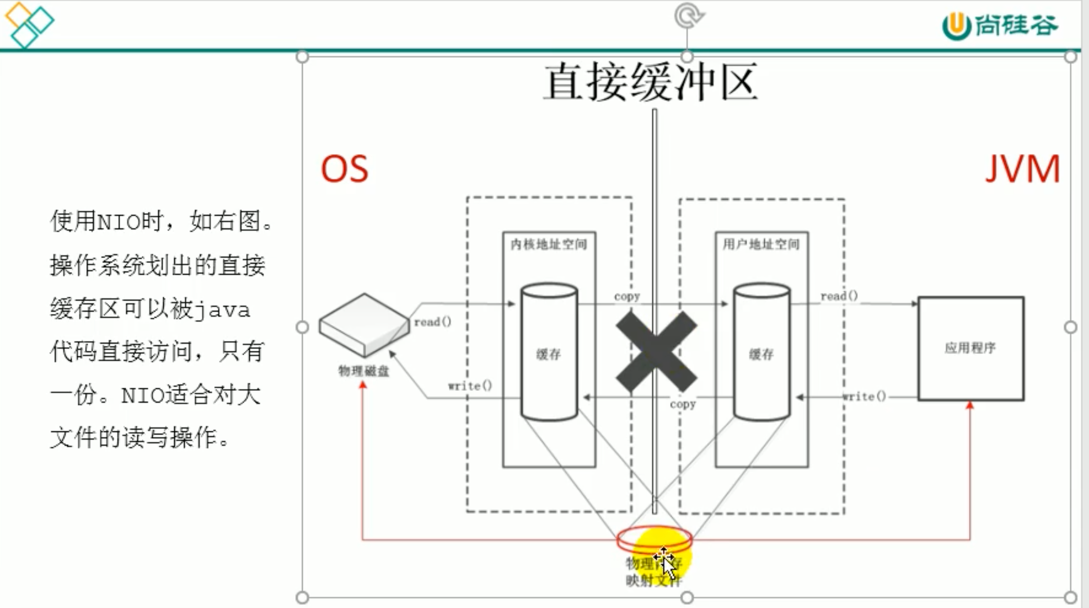 尚硅谷
直接缓冲区
OS
JVM
使用NIO时，如右图。
操作系统划出的直接
缓存区可以被java
代码直接访问，只有
一份。NIO适合对大
文件的读写操作。
内核地址空间
用户地址空间
copy
read()
read()
缓存
缓存
应用程序
物理磁盘
write()
copy
write()
物理内存
映射文件